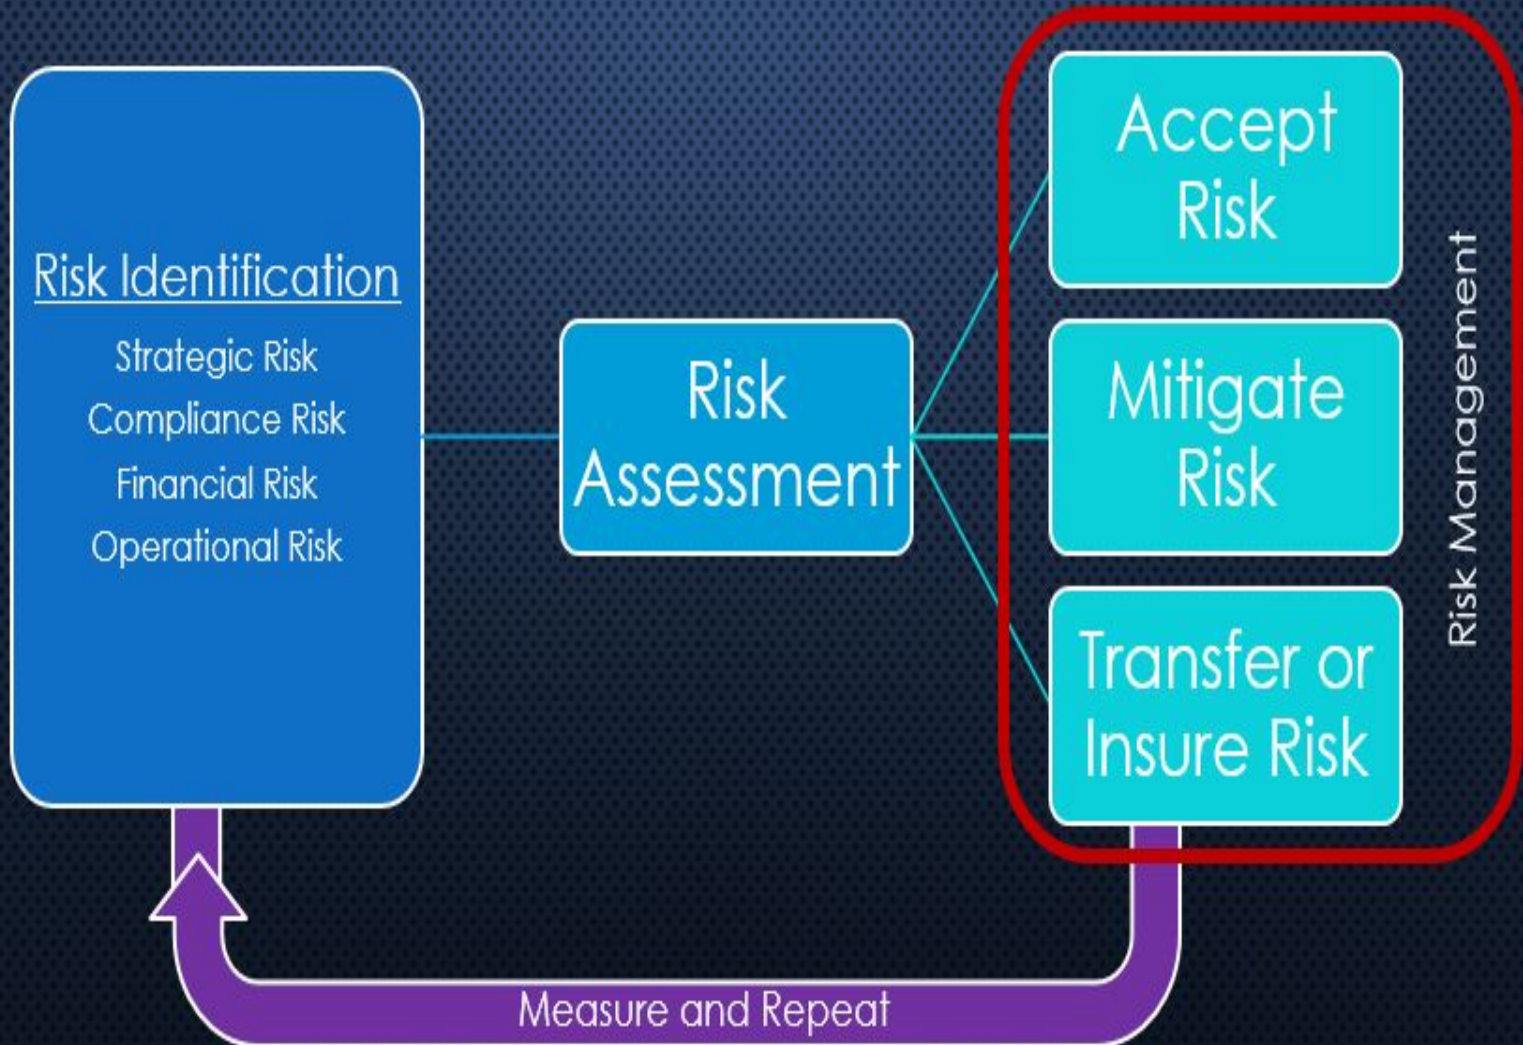 Risk Identification
Strategic Risk
Compliance Risk
Financial Risk
Operational Risk
Risk
Assessment
Accept
Risk
Mitigate
Risk
Transfer or
Insure Risk
Risk Management
Measure and Repeat